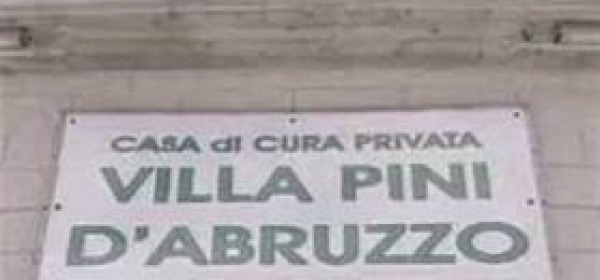 CASA di CURA PRIVATA
VILLA PINI
D'ABRUZZO